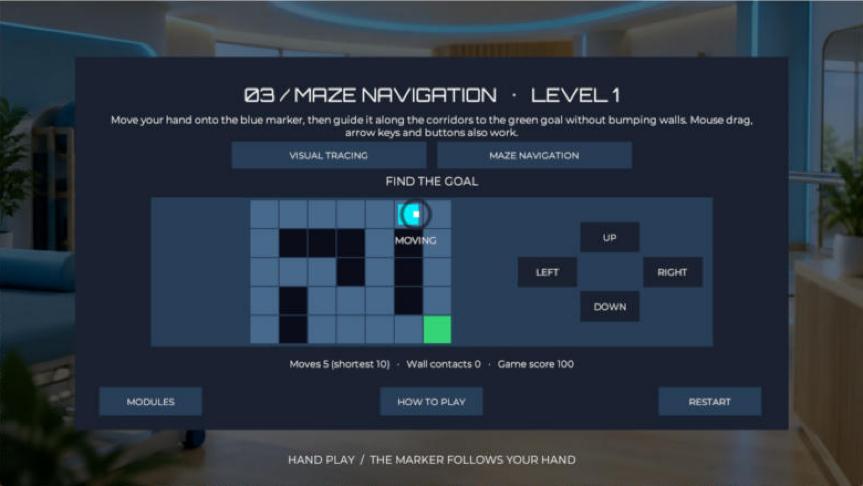 03 / MAZE NAVIGATION · LEVEL 1
Move your hand onto the blue marker, then guide it along the corridors to the green goal without bumping walls. Mouse drag,
arrow keys and buttons also work.
VISUAL TRACING
MAZE NAVIGATION
FIND THE GOAL
MOVING
UP
LEFT
RIGHT
DOWN
Moves 5 (shortest 10) · Wall contacts 0 · Game score 100
MODULES
HOW TO PLAY
RESTART
HAND PLAY / THE MARKER FOLLOWS YOUR HAND